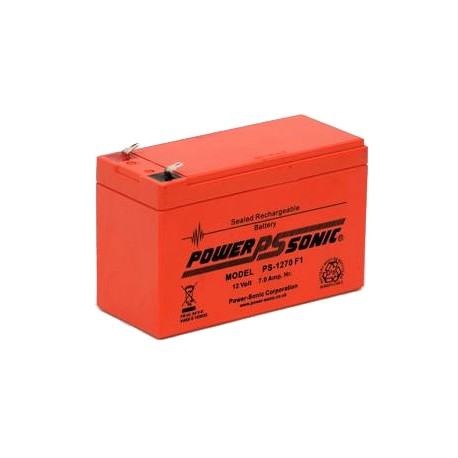 Sealed Rechargeable
Battery
POWER PS SONIC®
MODEL PS-1270 F1
12 Volt 7.0 Amp. Hr.
Power-Sonic Corporation
www.power-sonic.co.uk